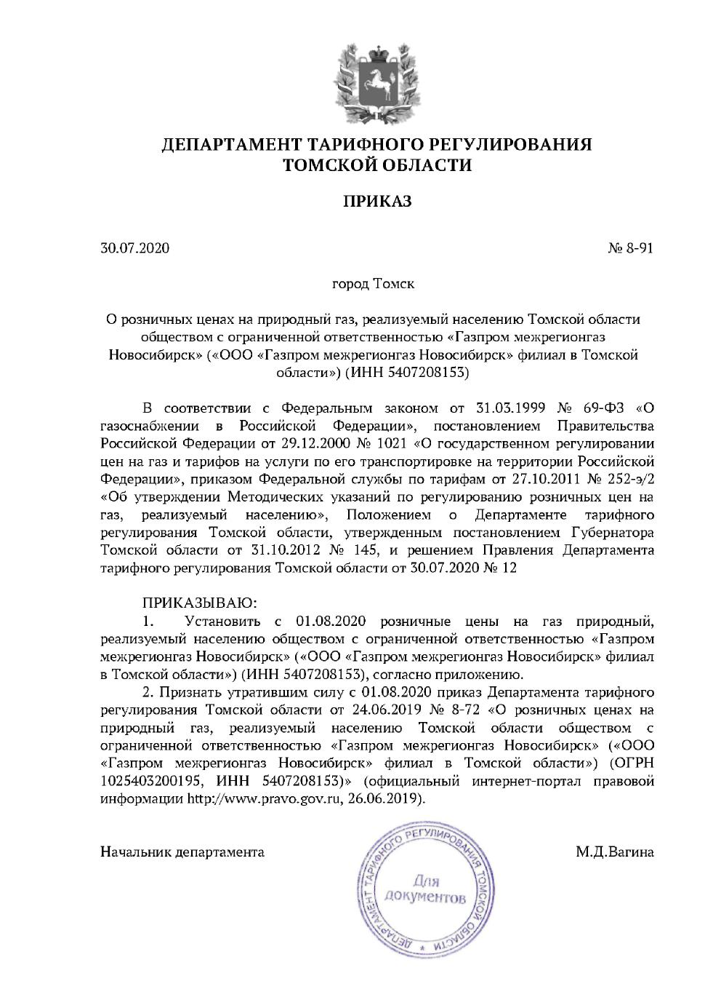 ДЕПАРТАМЕНТ ТАРИФНОГО РЕГУЛИРОВАНИЯ
ТОМСКОЙ ОБЛАСТИ
ПРИКАЗ
30.07.2020 № 8-91
город Томск
О розничных ценах на природный газ, реализуемый населению Томской области
обществом с ограниченной ответственностью «Газпром межрегионгаз
Новосибирск» («ООО «Газпром межрегионгаз Новосибирск» филиал в Томской
области») (ИНН 5407208153)
В соответствии с Федеральным законом от 31.03.1999 № 69-ФЗ «О
газоснабжении в Российской Федерации», постановлением Правительства
Российской Федерации от 29.12.2000 № 1021 «О государственном регулировании
цен на газ и тарифов на услуги по его транспортировке на территории Российской
Федерации», приказом Федеральной службы по тарифам от 27.10.2011 № 252-э/2
«Об утверждении Методических указаний по регулированию розничных цен на
газ, реализуемый населению», Положением о Департаменте тарифного
регулирования Томской области, утвержденным постановлением Губернатора
Томской области от 31.10.2012 № 145, и решением Правления Департамента
тарифного регулирования Томской области от 30.07.2020 № 12
ПРИКАЗЫВАЮ:
1. Установить с 01.08.2020 розничные цены на газ природный,
реализуемый населению обществом с ограниченной ответственностью «Газпром
межрегионгаз Новосибирск» («ООО «Газпром межрегионгаз Новосибирск» филиал
в Томской области») (ИНН 5407208153), согласно приложению.
2. Признать утратившим силу с 01.08.2020 приказ Департамента тарифного
регулирования Томской области от 24.06.2019 № 8-72 «О розничных ценах на
природный газ, реализуемый населению Томской области обществом с
ограниченной ответственностью «Газпром межрегионгаз Новосибирск» («ООО
«Газпром межрегионгаз Новосибирск» филиал в Томской области») (ОГРН
1025403200195, ИНН 5407208153)» (официальный интернет-портал правовой
информации http://www.pravo.gov.ru, 26.06.2019).
Начальник департамента М.Д.Вагина
ДЕПАРТАМЕНТ ТАРИФНОГО РЕГУЛИРОВАНИЯ ТОМСКОЙ ОБЛАСТИ *
Для
документов